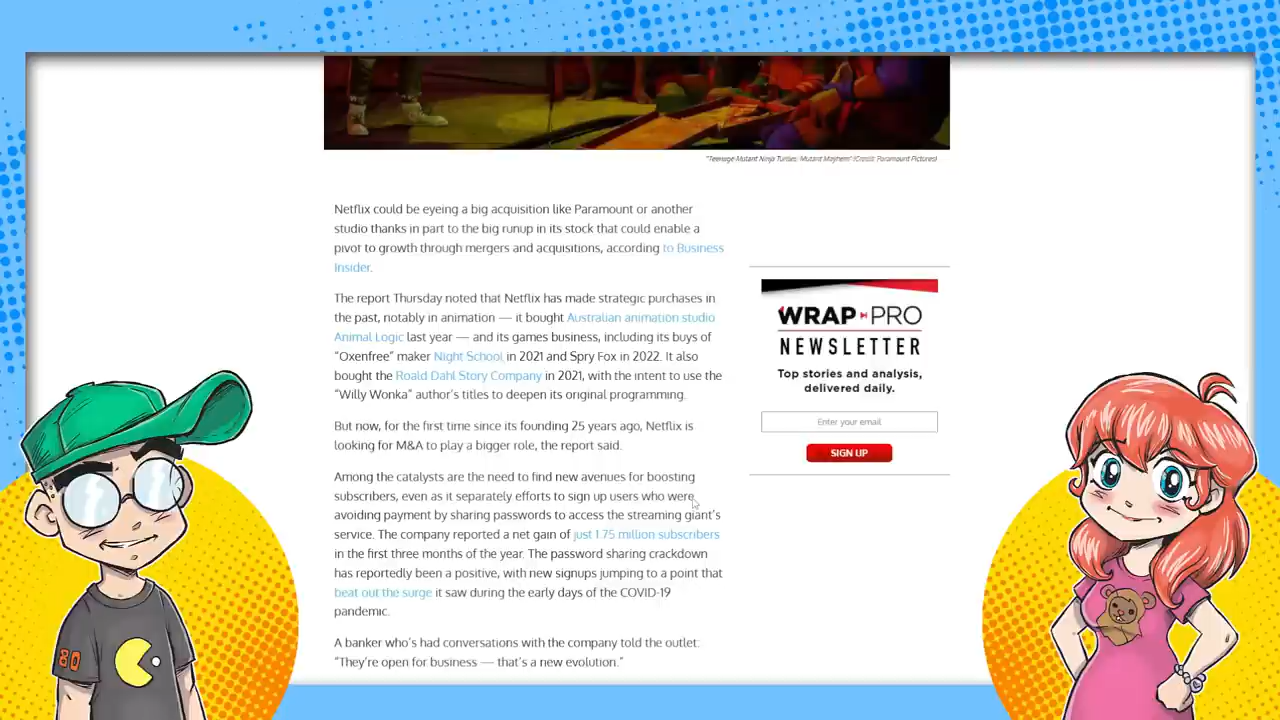 "Teenage Mutant Ninja Turtles: Mutant Mayhem" (Credit: Paramount Pictures)
Netflix could be eyeing a big acquisition like Paramount or another
studio thanks in part to the big runup in its stock that could enable a
pivot to growth through mergers and acquisitions, according to Business
Insider.
The report Thursday noted that Netflix has made strategic purchases in
the past, notably in animation — it bought Australian animation studio
Animal Logic last year — and its games business, including its buys of
“Oxenfree” maker Night School in 2021 and Spry Fox in 2022. It also
bought the Roald Dahl Story Company in 2021, with the intent to use the
“Willy Wonka” author’s titles to deepen its original programming.
But now, for the first time since its founding 25 years ago, Netflix is
looking for M&A to play a bigger role, the report said.
Among the catalysts are the need to find new avenues for boosting
subscribers, even as it separately efforts to sign up users who were
avoiding payment by sharing passwords to access the streaming giant’s
service. The company reported a net gain of just 1.75 million subscribers
in the first three months of the year. The password sharing crackdown
has reportedly been a positive, with new signups jumping to a point that
beat out the surge it saw during the early days of the COVID-19
pandemic.
A banker who’s had conversations with the company told the outlet:
“They’re open for business — that’s a new evolution.”
WRAP PRO
NEWSLETTER
Top stories and analysis,
delivered daily.
Enter your email
SIGN UP
80